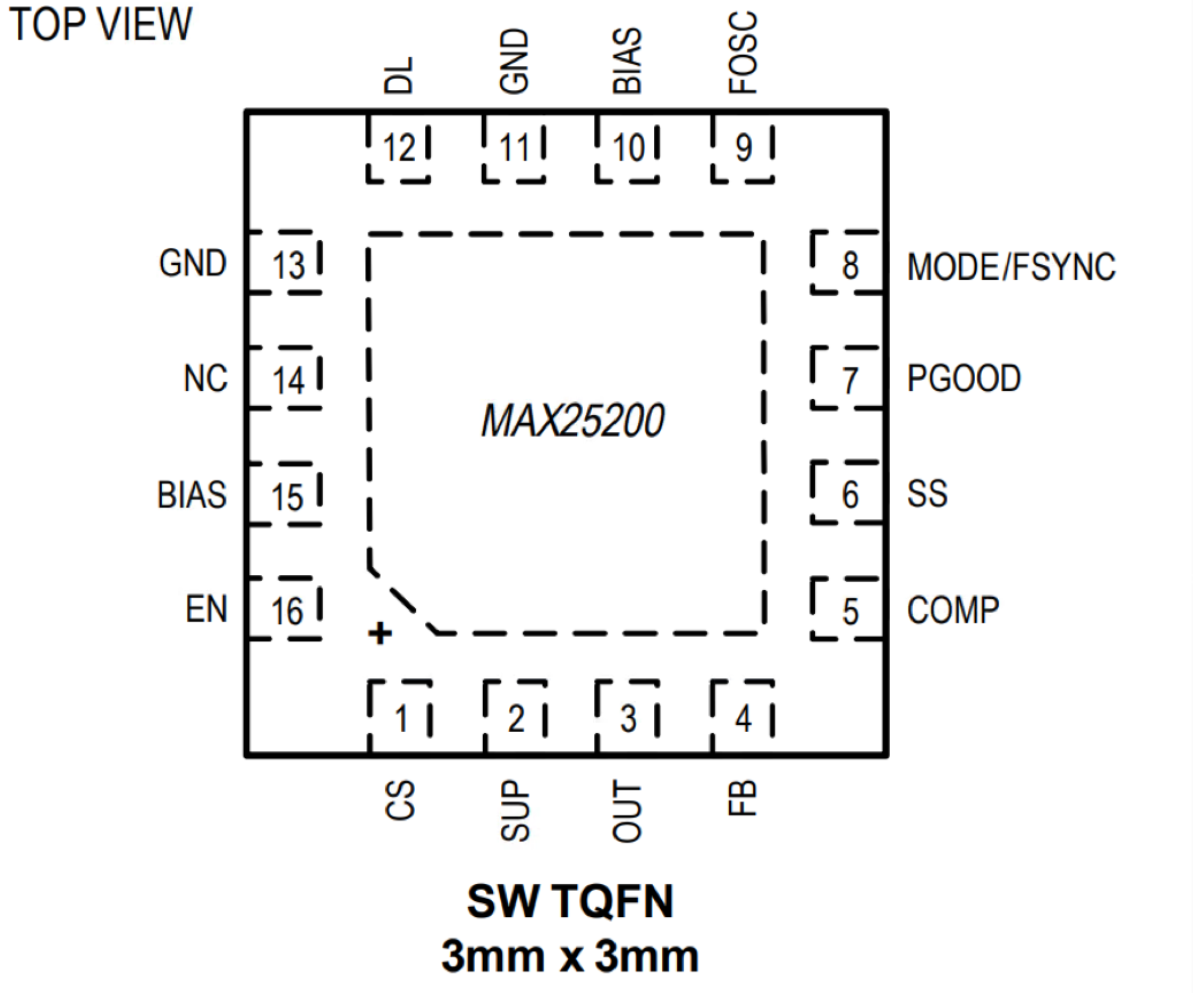 TOP VIEW
DL GND BIAS FOSC
12 11 10 9
GND 13 8 MODE/FSYNC
NC 14 7 PGOOD
MAX25200
BIAS 15 6 SS
EN 16 5 COMP
+
1 2 3 4
CS SUP OUT FB
SW TQFN
3mm x 3mm